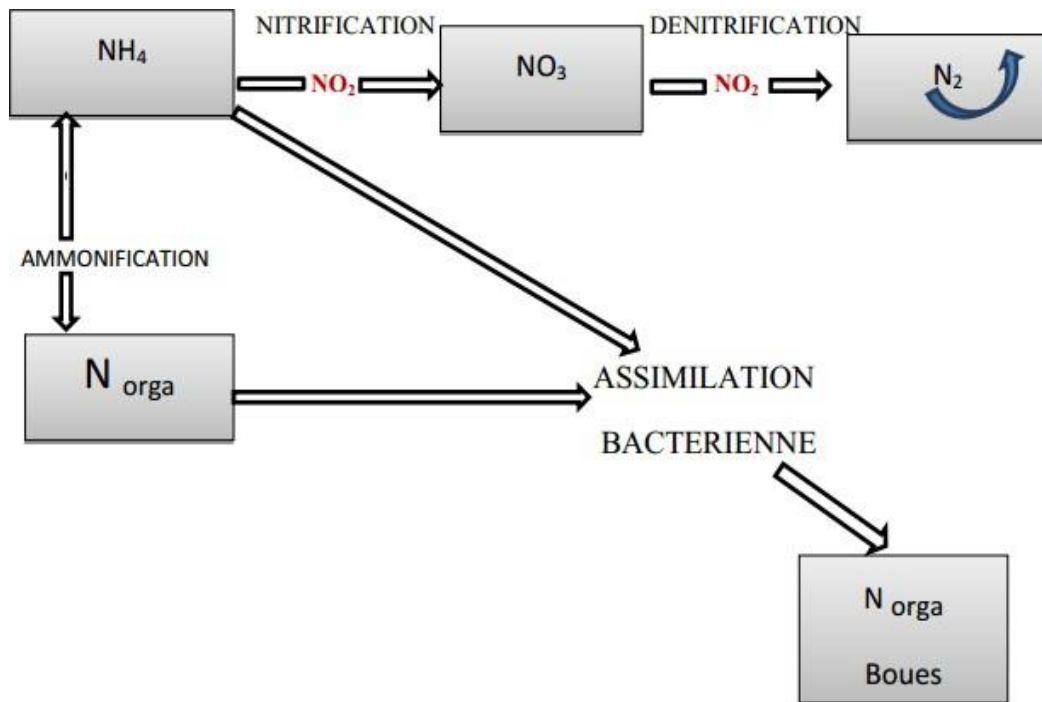 NITRIFICATION
DENITRIFICATION
NH₄
NO₂
NO₃
NO₂
N₂
AMMONIFICATION
N orga
ASSIMILATION
BACTERIENNE
N orga
Boues